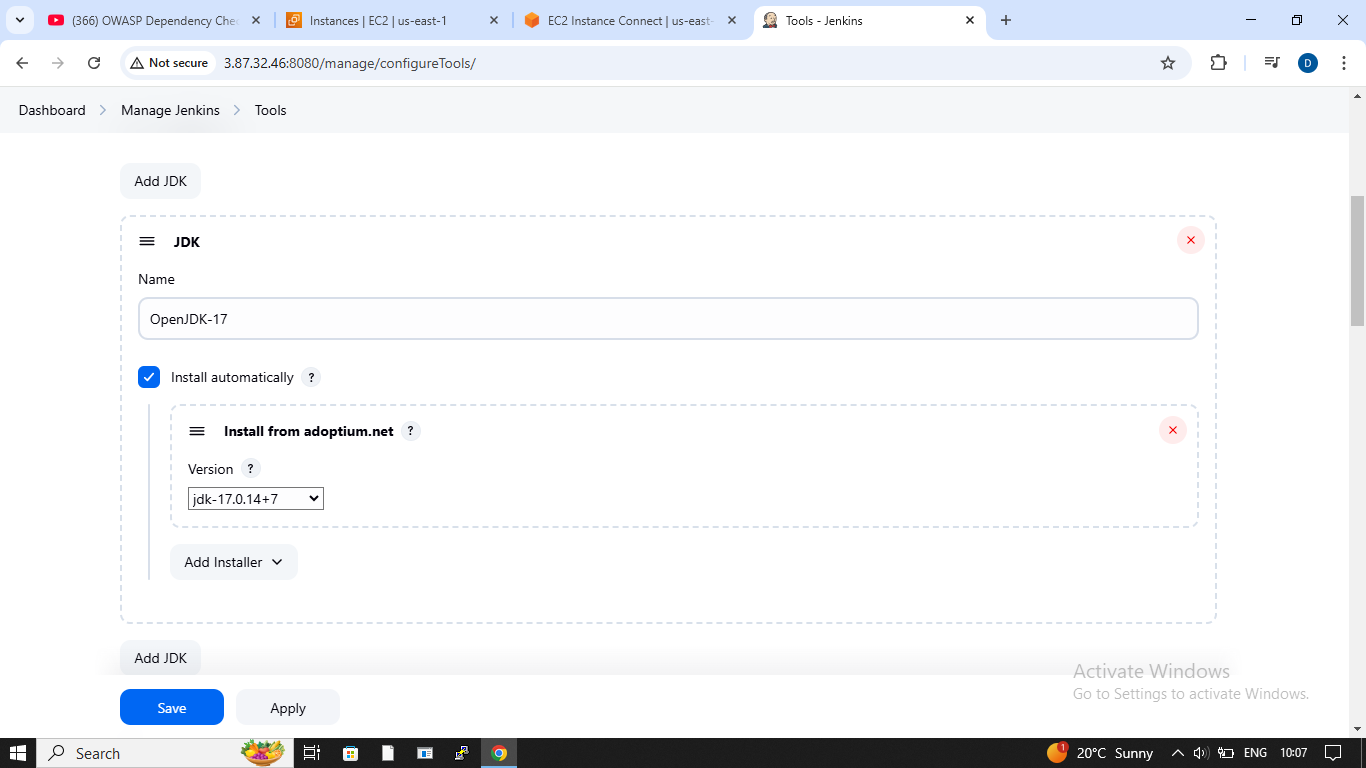 (366) OWASP Dependency Che
Instances | EC2 | us-east-1
EC2 Instance Connect | us-east-
Tools - Jenkins
Not secure
3.87.32.46:8080/manage/configureTools/
D
Dashboard
Manage Jenkins
Tools
Add JDK
JDK
Name
OpenJDK-17
Install automatically ?
Install from adoptium.net ?
Version ?
jdk-17.0.14+7
Add Installer
Add JDK
Save
Apply
Activate Windows
Go to Settings to activate Windows.
Search
1
20°C Sunny
ENG
10:07